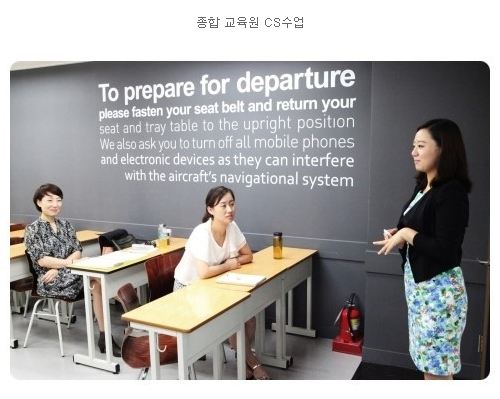 종합 교육원 CS수업
To prepare for departure
please fasten your seat belt and return your
seat and tray table to the upright position
We also ask you to turn off all mobile phones
and electronic devices as they can interfere
with the aircraft's navigational system